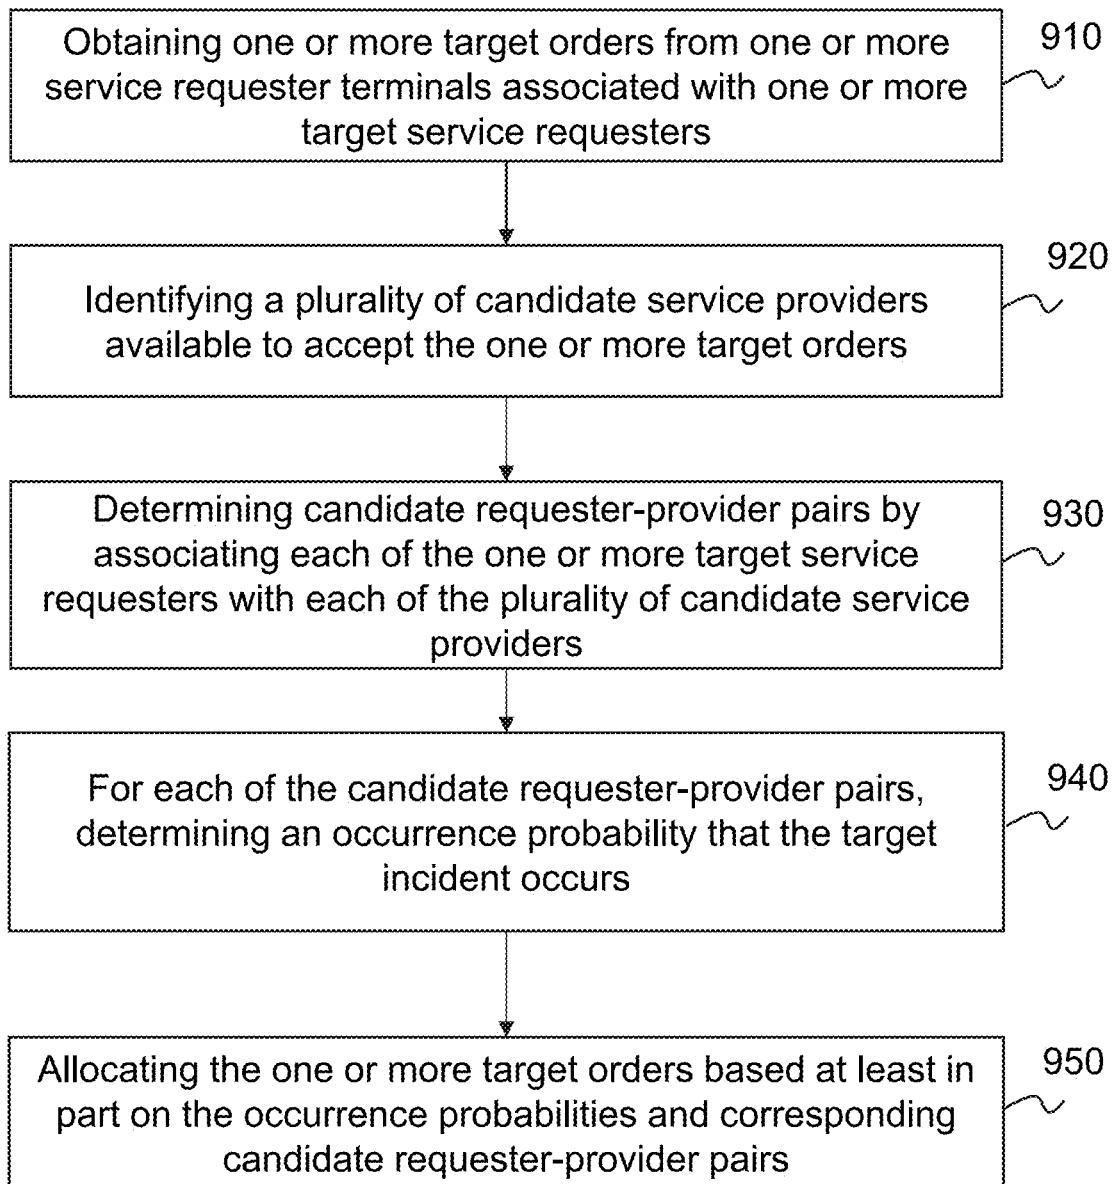 Obtaining one or more target orders from one or more
service requester terminals associated with one or more
target service requesters
910
Identifying a plurality of candidate service providers
available to accept the one or more target orders
920
Determining candidate requester-provider pairs by
associating each of the one or more target service
requesters with each of the plurality of candidate service
providers
930
For each of the candidate requester-provider pairs,
determining an occurrence probability that the target
incident occurs
940
Allocating the one or more target orders based at least in
part on the occurrence probabilities and corresponding
candidate requester-provider pairs
950